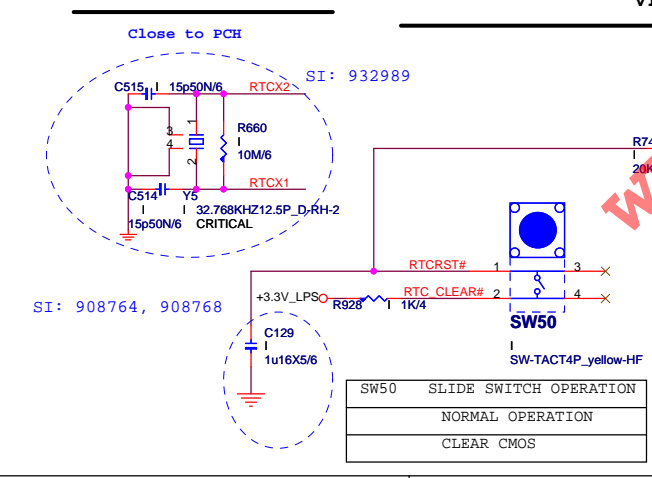 Close to PCH
SI: 932989
C515 I 15p50N/6 RTCX2
1
3
4
2
R660
I
10M/6
RTCX1
C514 Y5
I I 32.768KHZ12.5P_D-RH-2
15p50N/6 CRITICAL
R74
I
20K
RTCRST# 1 3
+3.3V_LPS RTC_CLEAR# 2 4
R928 I 1K/4
SI: 908764, 908768
SW50
I
SW-TACT4P_yellow-HF
C129
I
1u16X5/6
SW50 SLIDE SWITCH OPERATION
NORMAL OPERATION
CLEAR CMOS